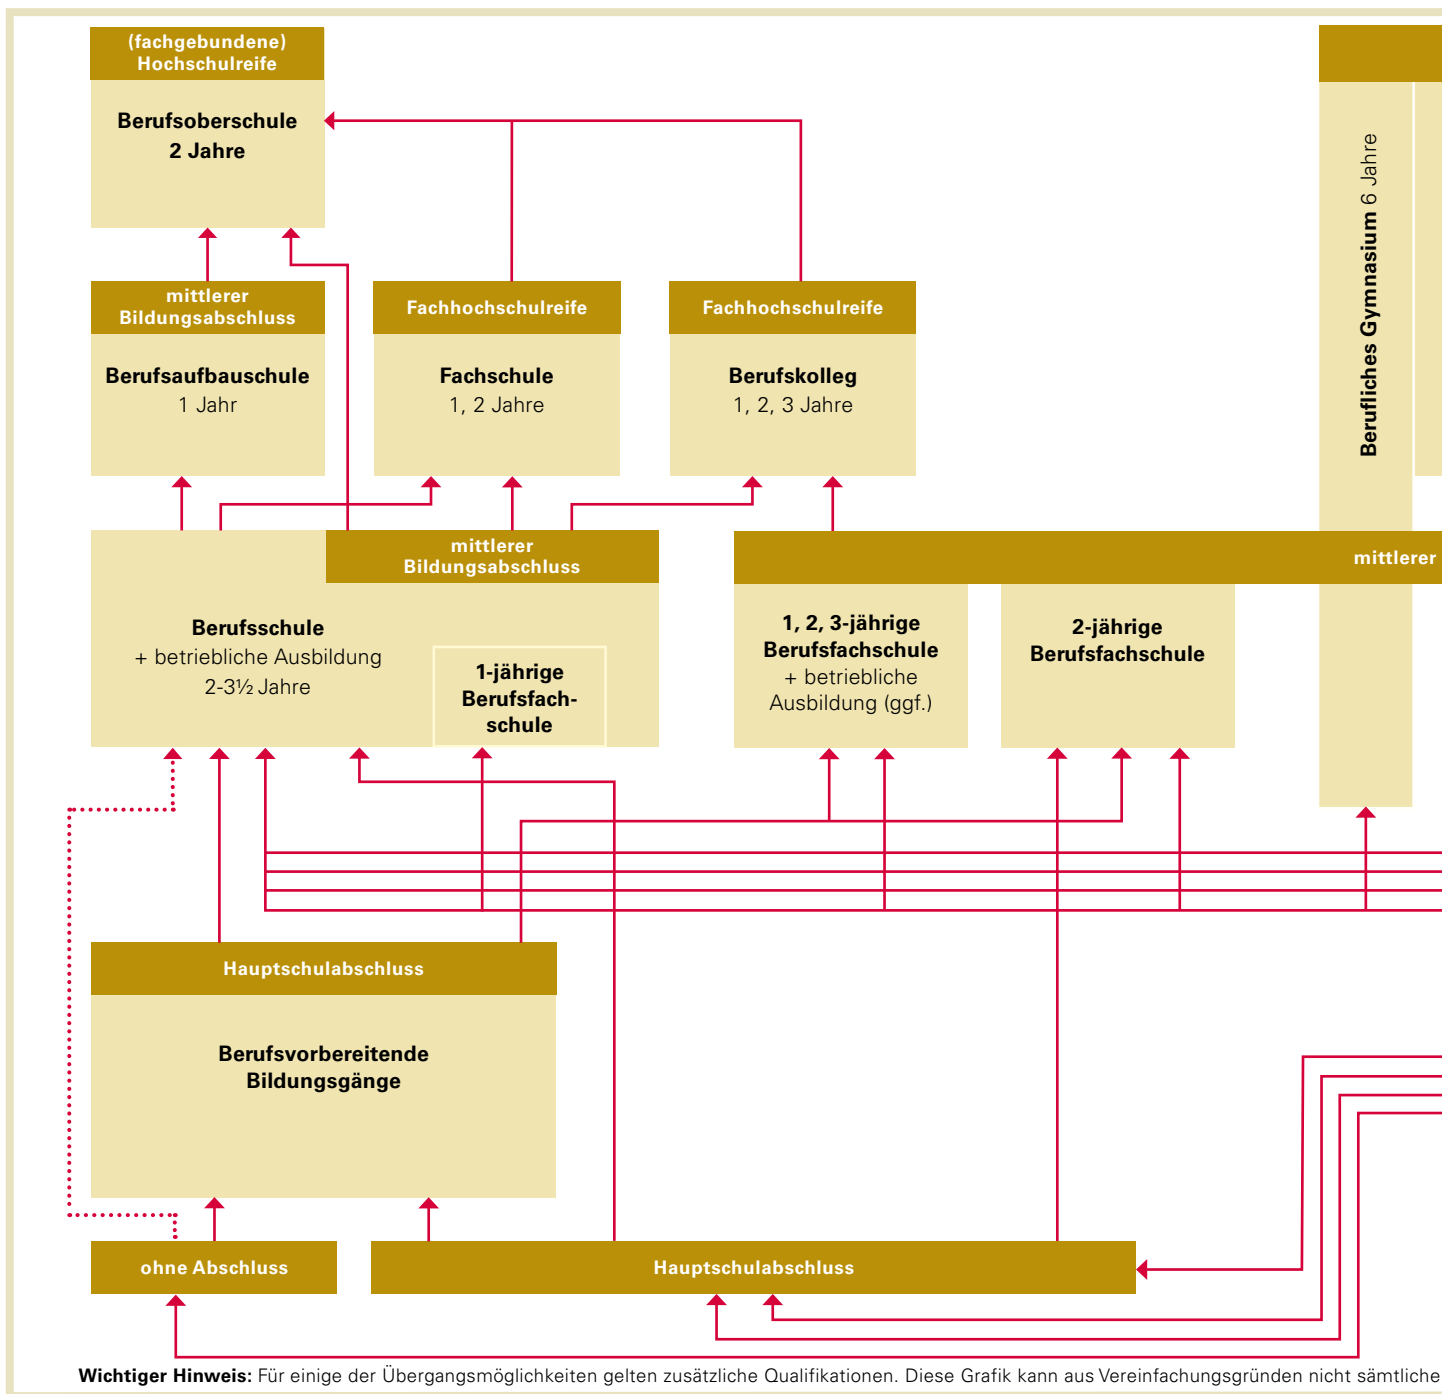 (fachgebundene)
Hochschulreife
Berufsoberschule
2 Jahre
Berufliches Gymnasium 6 Jahre
mittlerer
Bildungsabschluss
Berufsaufbauschule
1 Jahr
Fachhochschulreife
Fachschule
1, 2 Jahre
Fachhochschulreife
Berufskolleg
1, 2, 3 Jahre
mittlerer
Bildungsabschluss
Berufsschule
+ betriebliche Ausbildung
2-3½ Jahre
1-jährige
Berufsfach-
schule
mittlerer
1, 2, 3-jährige
Berufsfachschule
+ betriebliche
Ausbildung (ggf.)
2-jährige
Berufsfachschule
Hauptschulabschluss
Berufsvorbereitende
Bildungsgänge
ohne Abschluss
Hauptschulabschluss
Wichtiger Hinweis: Für einige der Übergangsmöglichkeiten gelten zusätzliche Qualifikationen. Diese Grafik kann aus Vereinfachungsgründen nicht sämtliche